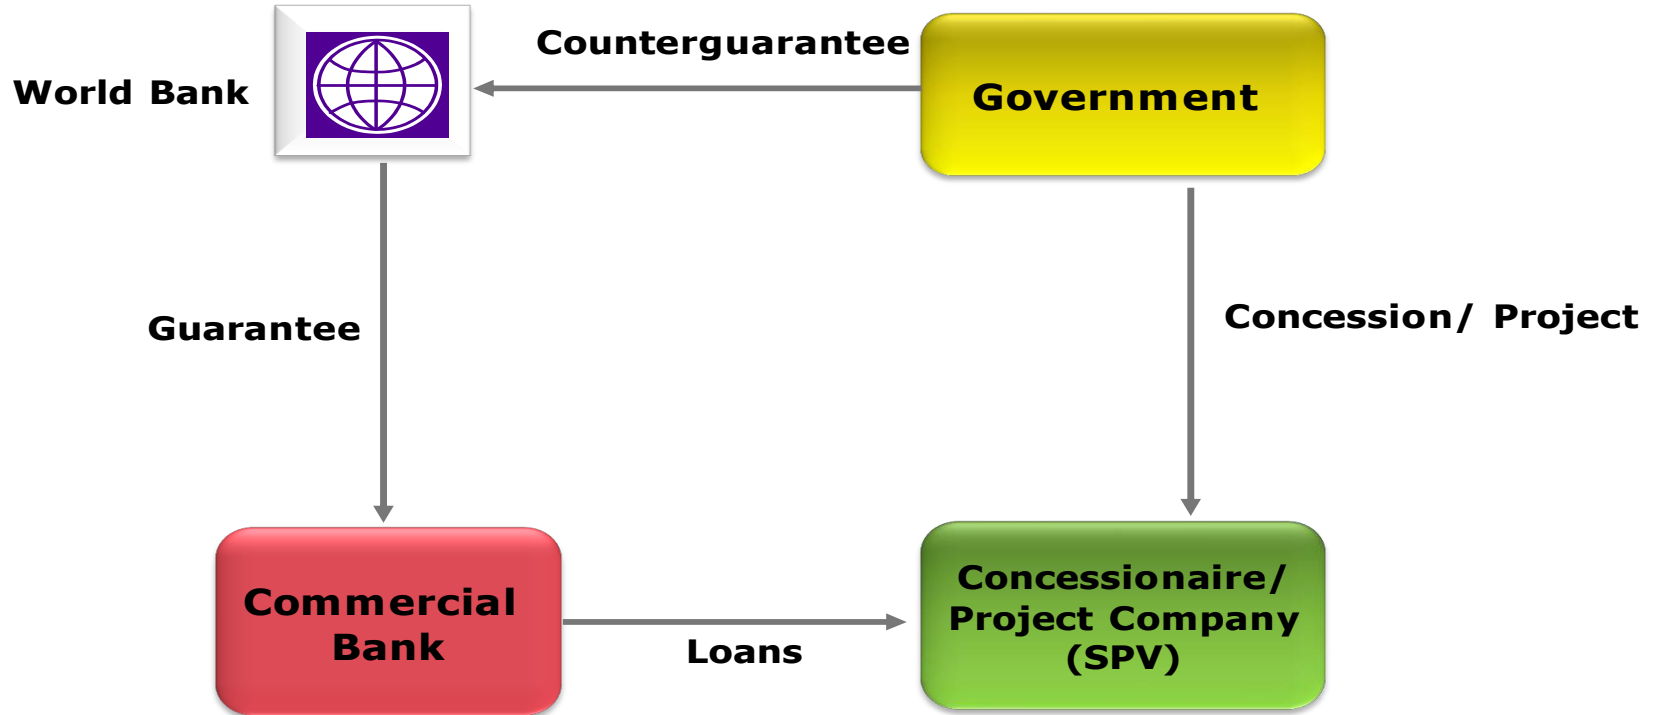 Counterguarantee
World Bank
Government
Guarantee
Concession/ Project
Commercial
Bank
Loans
Concessionaire/
Project Company
(SPV)